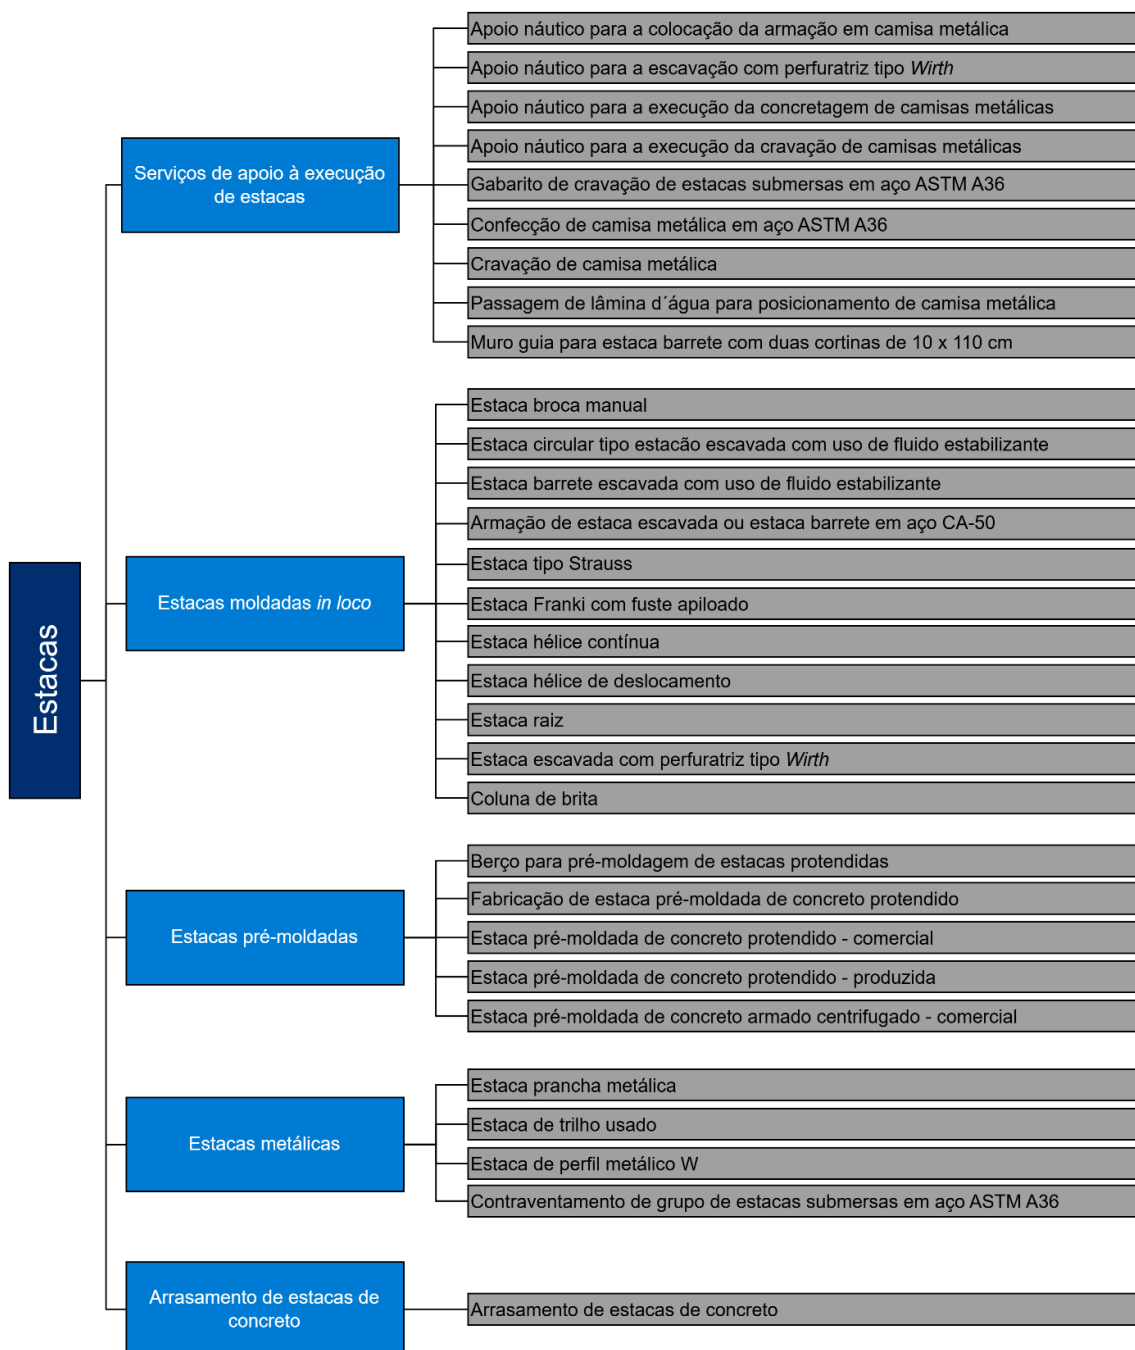 Estacas
Serviços de apoio à execução
de estacas
Apoio náutico para a colocação da armação em camisa metálica
Apoio náutico para a escavação com perfuratriz tipo Wirth
Apoio náutico para a execução da concretagem de camisas metálicas
Apoio náutico para a execução da cravação de camisas metálicas
Gabarito de cravação de estacas submersas em aço ASTM A36
Confecção de camisa metálica em aço ASTM A36
Cravação de camisa metálica
Passagem de lâmina d´água para posicionamento de camisa metálica
Muro guia para estaca barrete com duas cortinas de 10 x 110 cm
Estacas moldadas in loco
Estaca broca manual
Estaca circular tipo estacão escavada com uso de fluido estabilizante
Estaca barrete escavada com uso de fluido estabilizante
Armação de estaca escavada ou estaca barrete em aço CA-50
Estaca tipo Strauss
Estaca Franki com fuste apiloado
Estaca hélice contínua
Estaca hélice de deslocamento
Estaca raiz
Estaca escavada com perfuratriz tipo Wirth
Coluna de brita
Estacas pré-moldadas
Berço para pré-moldagem de estacas protendidas
Fabricação de estaca pré-moldada de concreto protendido
Estaca pré-moldada de concreto protendido - comercial
Estaca pré-moldada de concreto protendido - produzida
Estaca pré-moldada de concreto armado centrifugado - comercial
Estacas metálicas
Estaca prancha metálica
Estaca de trilho usado
Estaca de perfil metálico W
Contraventamento de grupo de estacas submersas em aço ASTM A36
Arrasamento de estacas de
concreto
Arrasamento de estacas de concreto